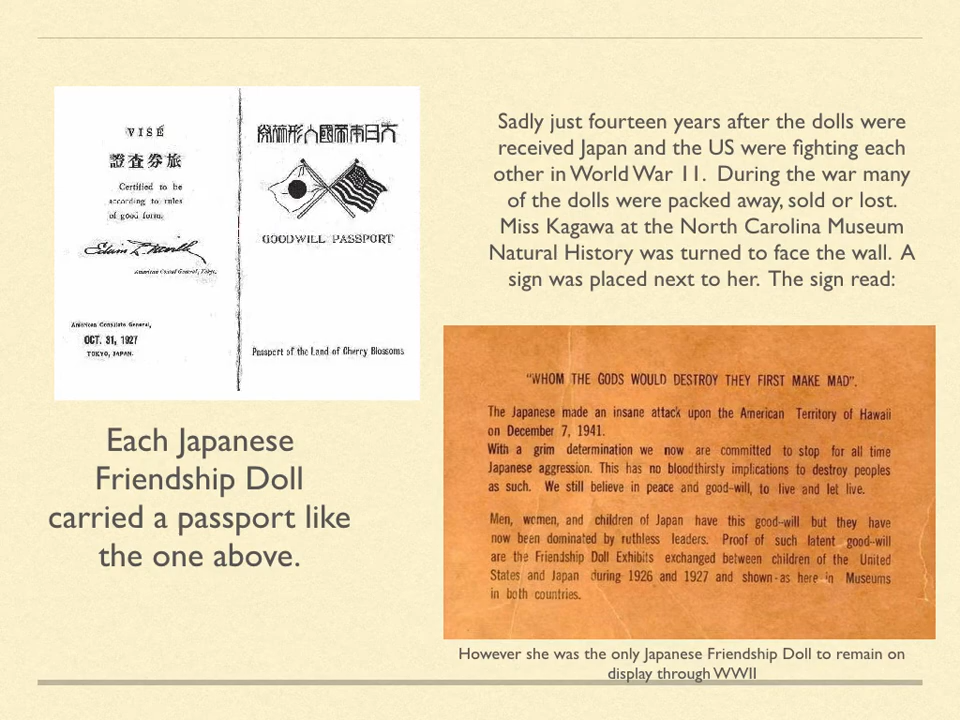 VISÉ
證査券旅
Certified to be
according to rules
of good form.
American Consul General, Tokyo.
American Consulate General,
OCT. 31, 1927
TOKYO, JAPAN.
券旅形人國帝本日大
GOODWILL PASSPORT
Passport of the Land of Cherry Blossoms
Each Japanese
Friendship Doll
carried a passport like
the one above.
Sadly just fourteen years after the dolls were
received Japan and the US were fighting each
other in World War 11. During the war many
of the dolls were packed away, sold or lost.
Miss Kagawa at the North Carolina Museum
Natural History was turned to face the wall. A
sign was placed next to her. The sign read:
"WHOM THE GODS WOULD DESTROY THEY FIRST MAKE MAD".
The Japanese made an insane attack upon the American Territory of Hawaii
on December 7, 1941.
With a grim determination we now are committed to stop for all time
Japanese aggression. This has no bloodthirsty implications to destroy peoples
as such. We still believe in peace and good-will, to live and let live.
Men, women, and children of Japan have this good-will but they have
now been dominated by ruthless leaders. Proof of such latent good-will
are the Friendship Doll Exhibits exchanged between children of the United
States and Japan during 1926 and 1927 and shown-as here in Museums
in both countries.
However she was the only Japanese Friendship Doll to remain on
display through WWII